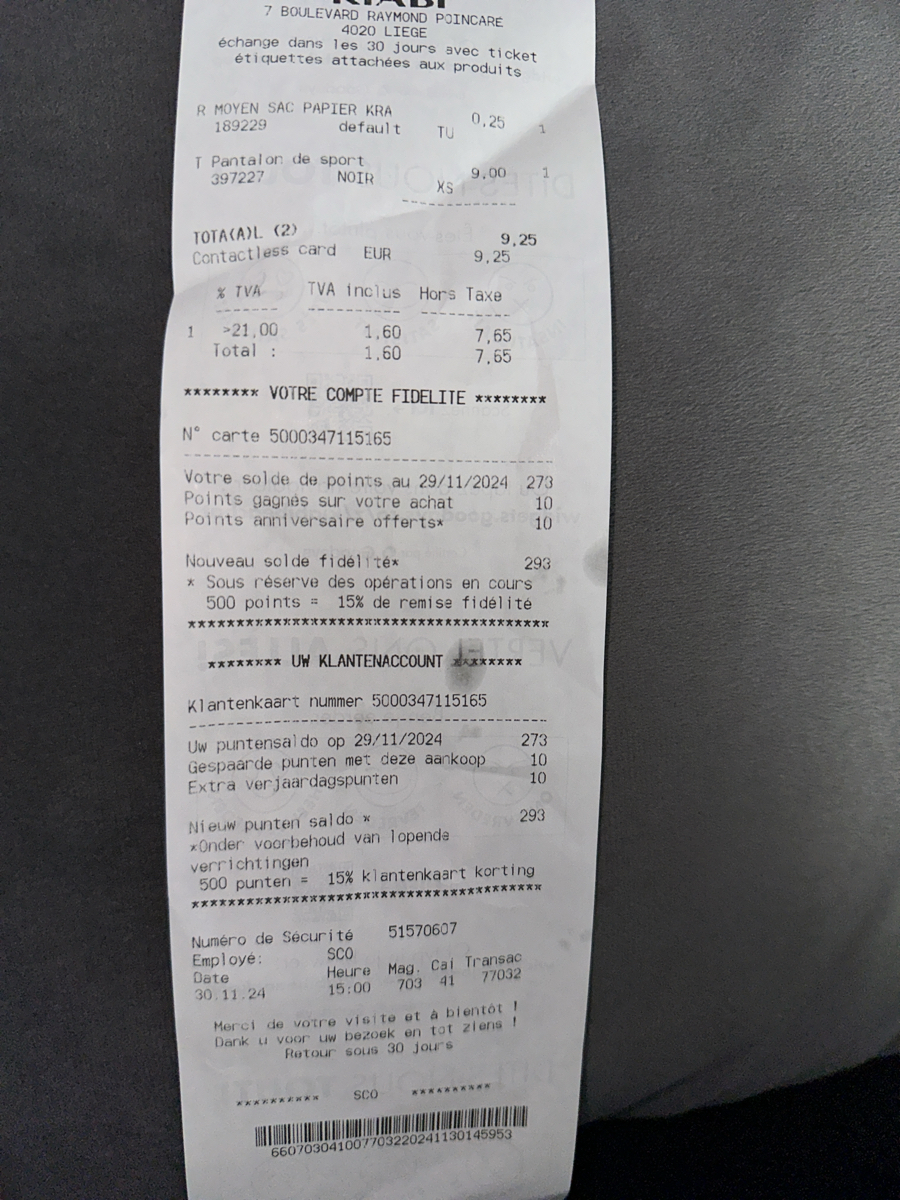 KIABI
7 BOULEVARD RAYMOND POINCARE
4020 LIEGE
échange dans les 30 jours avec ticket
étiquettes attachées aux produits
R MOYEN SAC PAPIER KRA
189229 default TU 0,25 1
T Pantalon de sport
397227 NOIR XS 9.00 1
--------------
TOTA(A)L (2) 9,25
Contactless card EUR 9,25
% TVA TVA inclus Hors Taxe
------- ---------- ----------
1 >21,00 1,60 7,65
Total : 1,60 7,65
******** VOTRE COMPTE FIDELITE ********
N° carte 5000347115165
----------------------------------------
Votre solde de points au 29/11/2024 273
Points gagnés sur votre achat 10
Points anniversaire offerts* 10
Nouveau solde fidélité* 293
* Sous réserve des opérations en cours
500 points = 15% de remise fidélité
****************************************
******** UW KLANTENACCOUNT ********
Klantenkaart nummer 5000347115165
----------------------------------------
Uw puntensaldo op 29/11/2024 273
Gespaarde punten met deze aankoop 10
Extra verjaardagspunten 10
Nieuw punten saldo * 293
*Onder voorbehoud van lopende
verrichtingen
500 punten = 15% klantenkaart korting
****************************************
Numéro de Sécurité 51570607
Employé: SCO
Date Heure Mag. Cai Transac
30.11.24 15:00 703 41 77032
Merci de votre visite et à bientôt !
Dank u voor uw bezoek en tot ziens !
Retour sous 30 jours
********** SCO **********
660703041007703220241130145953